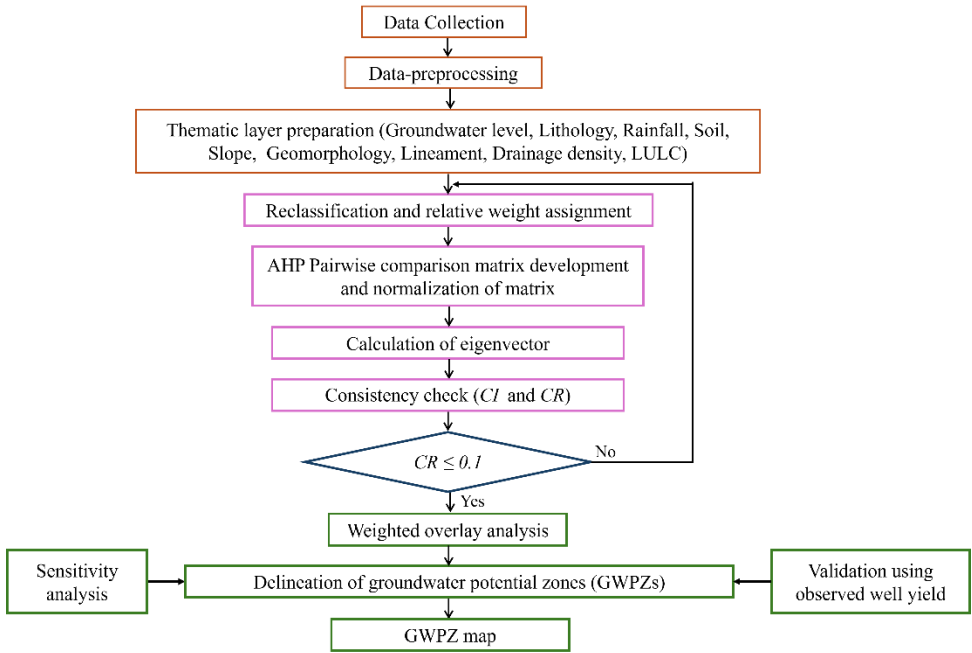 Data Collection
Data-preprocessing
Thematic layer preparation (Groundwater level, Lithology, Rainfall, Soil,
Slope, Geomorphology, Lineament, Drainage density, LULC)
Reclassification and relative weight assignment
AHP Pairwise comparison matrix development
and normalization of matrix
Calculation of eigenvector
Consistency check (CI and CR)
CR ≤ 0.1
No
Yes
Weighted overlay analysis
Sensitivity
analysis
Delineation of groundwater potential zones (GWPZs)
Validation using
observed well yield
GWPZ map